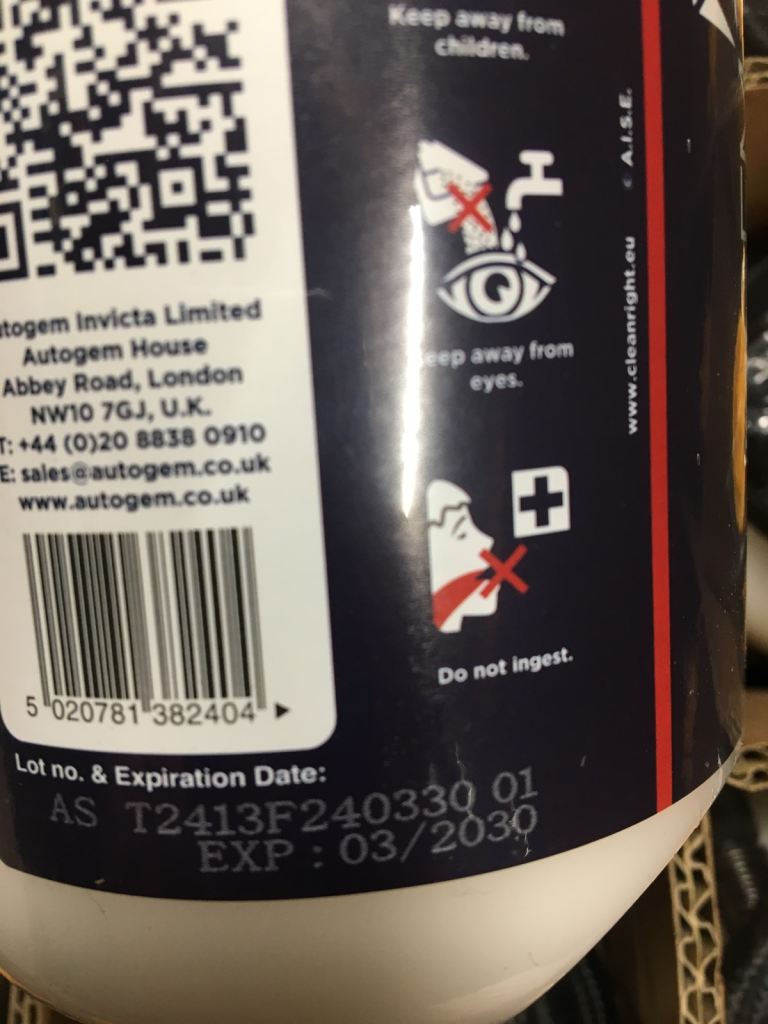 Keep away from
children.
© A.I.S.E.
www.cleanright.eu
eep away from
eyes.
Do not ingest.
utogem Invicta Limited
Autogem House
Abbey Road, London
NW10 7GJ, U.K.
T: +44 (0)20 8838 0910
E: sales@autogem.co.uk
www.autogem.co.uk
5 020781 382404 >
Lot no. & Expiration Date:
AS T2413F240330 01
EXP : 03/2030